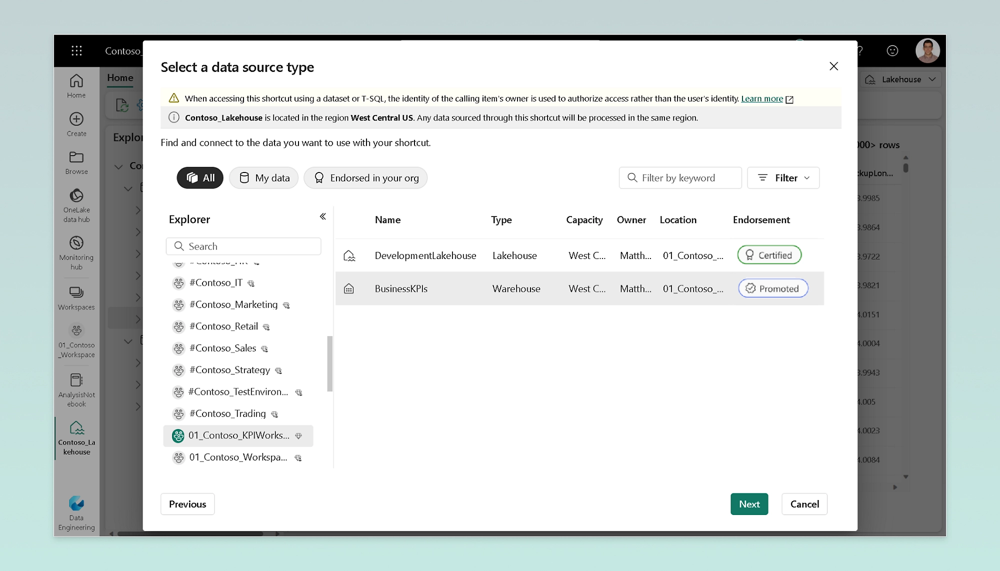 Contoso_
?
Home
Lakehouse
Home
Create
Explor
000> rows
Browse
Co
ckupLon...
OneLake
data hub
3.9985
3.9864
Monitoring
hub
3.9722
3.9821
Workspaces
4.0151
01_Contoso
_Workspace
4.0004
3.9943
AnalysisNot
ebook
4.005
4.0023
Contoso_La
kehouse
4.0084
Data
Engineering
Select a data source type
When accessing this shortcut using a dataset or T-SQL, the identity of the calling item's owner is used to authorize access rather than the user's identity. Learn more
Contoso_Lakehouse is located in the region West Central US. Any data sourced through this shortcut will be processed in the same region.
Find and connect to the data you want to use with your shortcut.
All My data Endorsed in your org Filter by keyword Filter
Explorer
Search
#Contoso_HR
#Contoso_IT
#Contoso_Marketing
#Contoso_Retail
#Contoso_Sales
#Contoso_Strategy
#Contoso_TestEnviron...
#Contoso_Trading
01_Contoso_KPIWorks...
01_Contoso_Workspa...
Name Type Capacity Owner Location Endorsement
DevelopmentLakehouse Lakehouse West C... Matth... 01_Contoso_... Certified
BusinessKPIs Warehouse West C... Matth... 01_Contoso_... Promoted
Previous Next Cancel